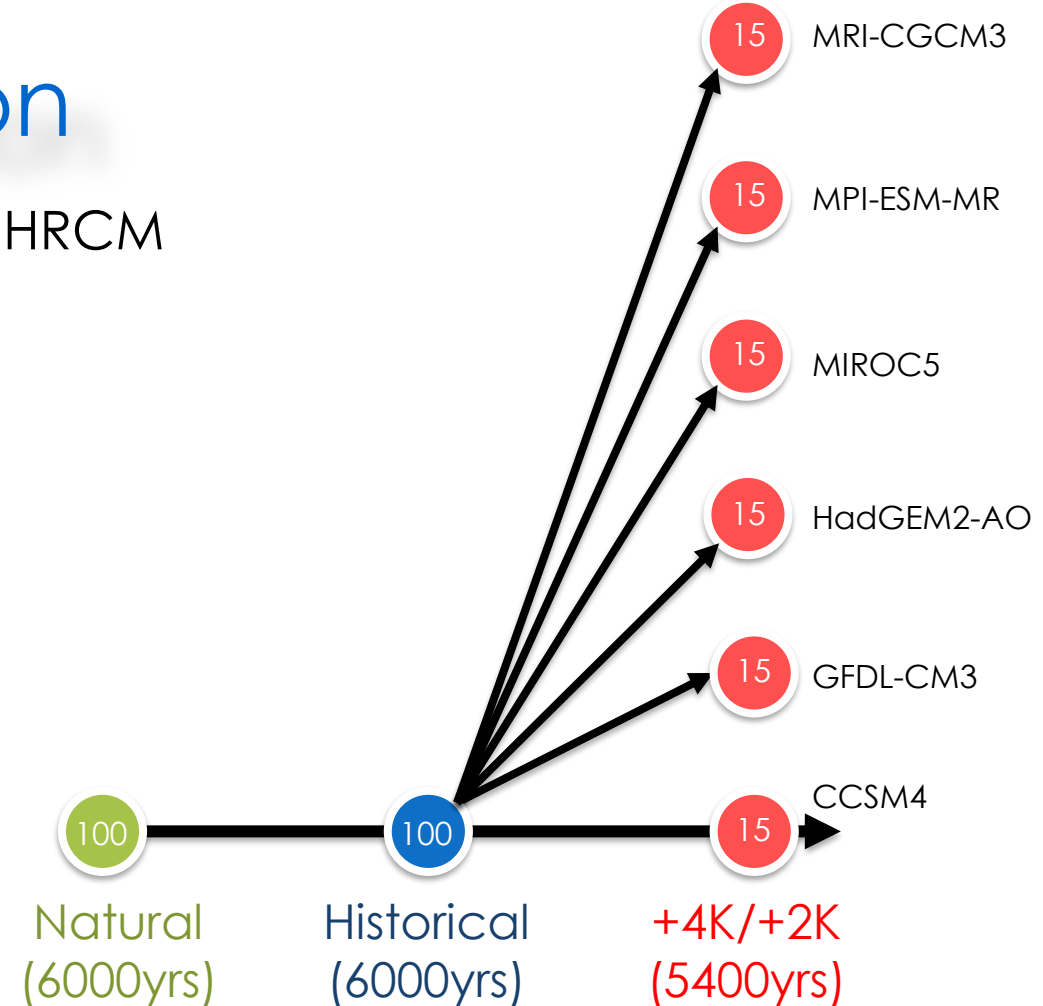 on
HRCM
15 MRI-CGCM3
15 MPI-ESM-MR
15 MIROC5
15 HadGEM2-AO
15 GFDL-CM3
CCSM4
100 100 15
Natural Historical +4K/+2K
(6000yrs) (6000yrs) (5400yrs)